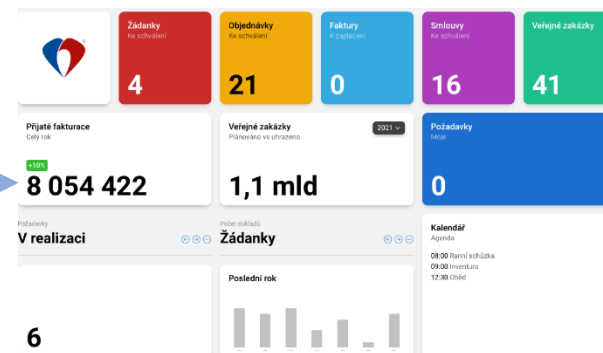 Žádanky
Ke schválení
4
Objednávky
Ke schválení
21
Faktury
K zaplacení
0
Smlouvy
Ke schválení
16
Veřejné zakázky
41
Přijaté fakturace
Celý rok
+10%
8 054 422
Veřejné zakázky
Plánováno vs uhrazeno
2021
1,1 mld
Požadavky
Moje
0
Požadavky
V realizaci
Počet dokladů
Žádanky
Kalendář
Agenda
08:00 Ranní schůzka
09:00 Inventura
12:30 Oběd
6
Poslední rok